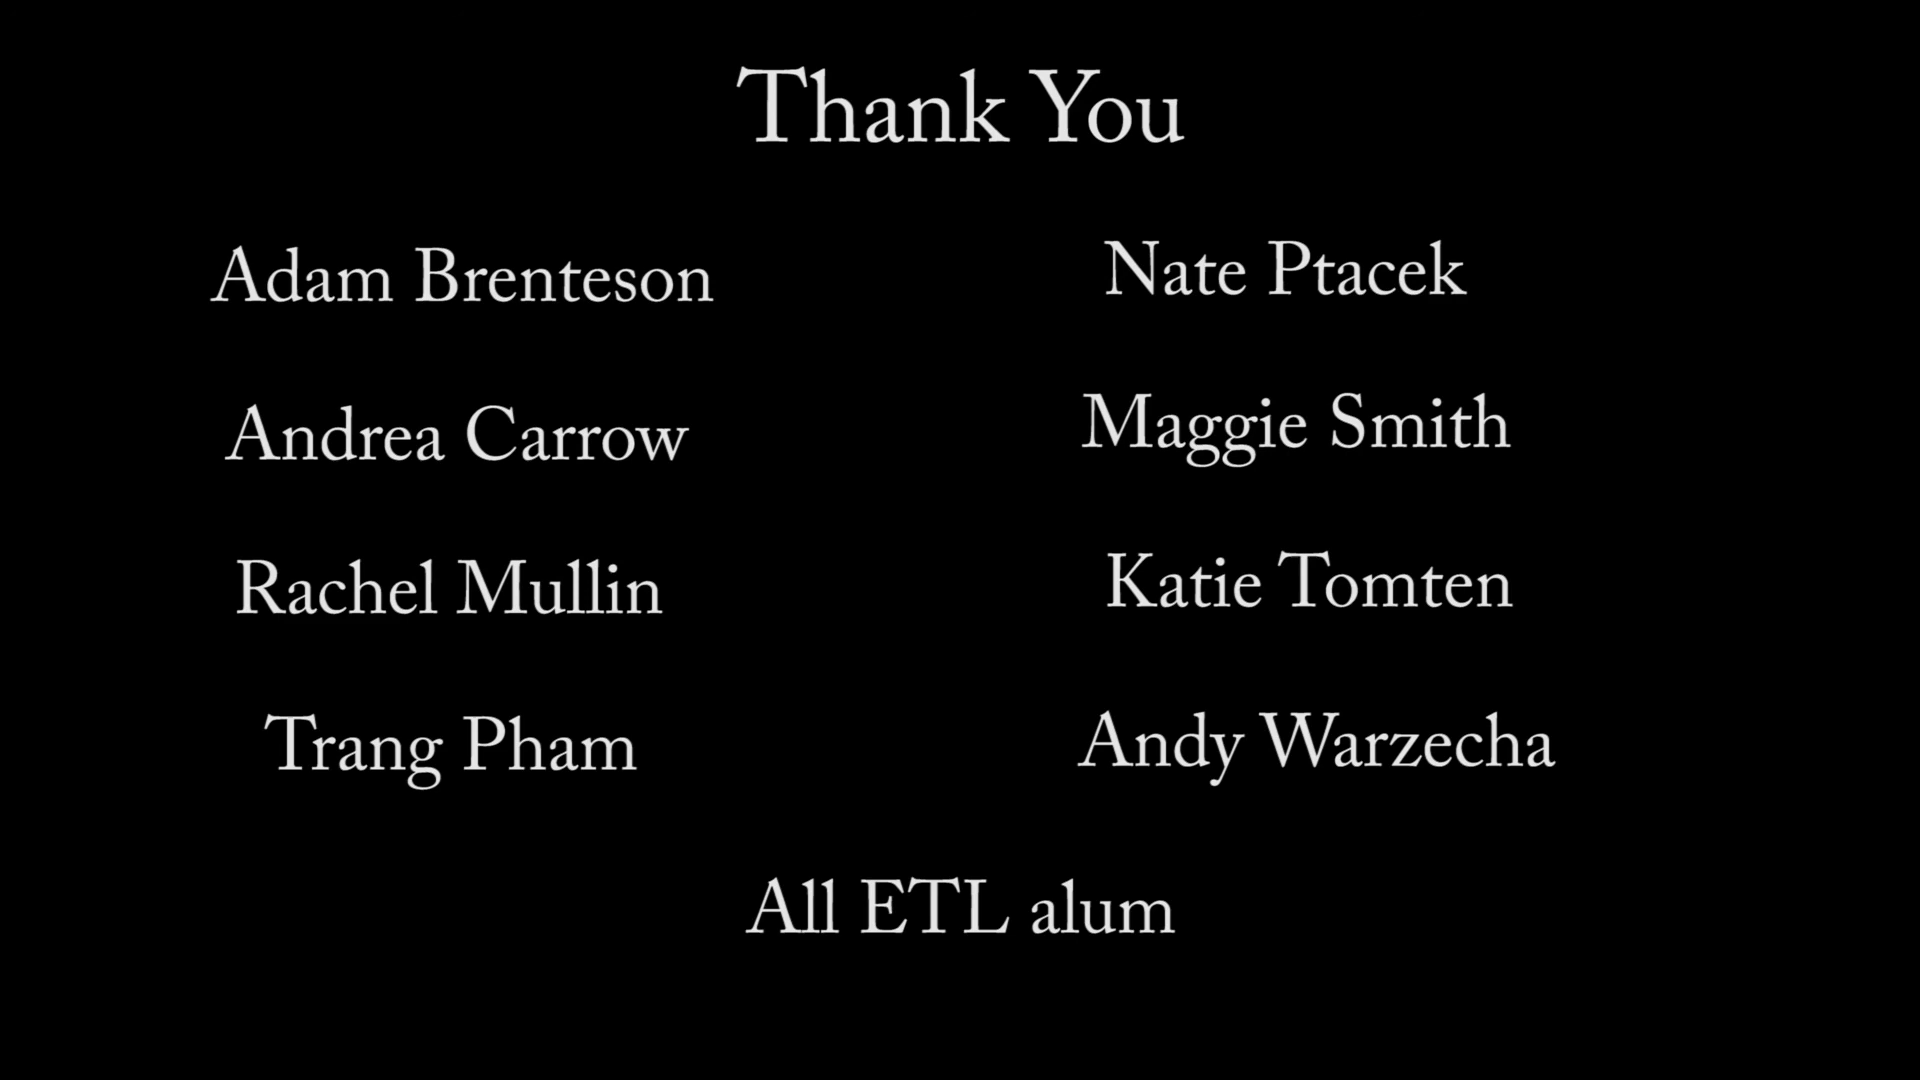 Thank You
Adam Brenteson
Nate Ptacek
Andrea Carrow
Maggie Smith
Rachel Mullin
Katie Tomten
Trang Pham
Andy Warzecha
All ETL alum